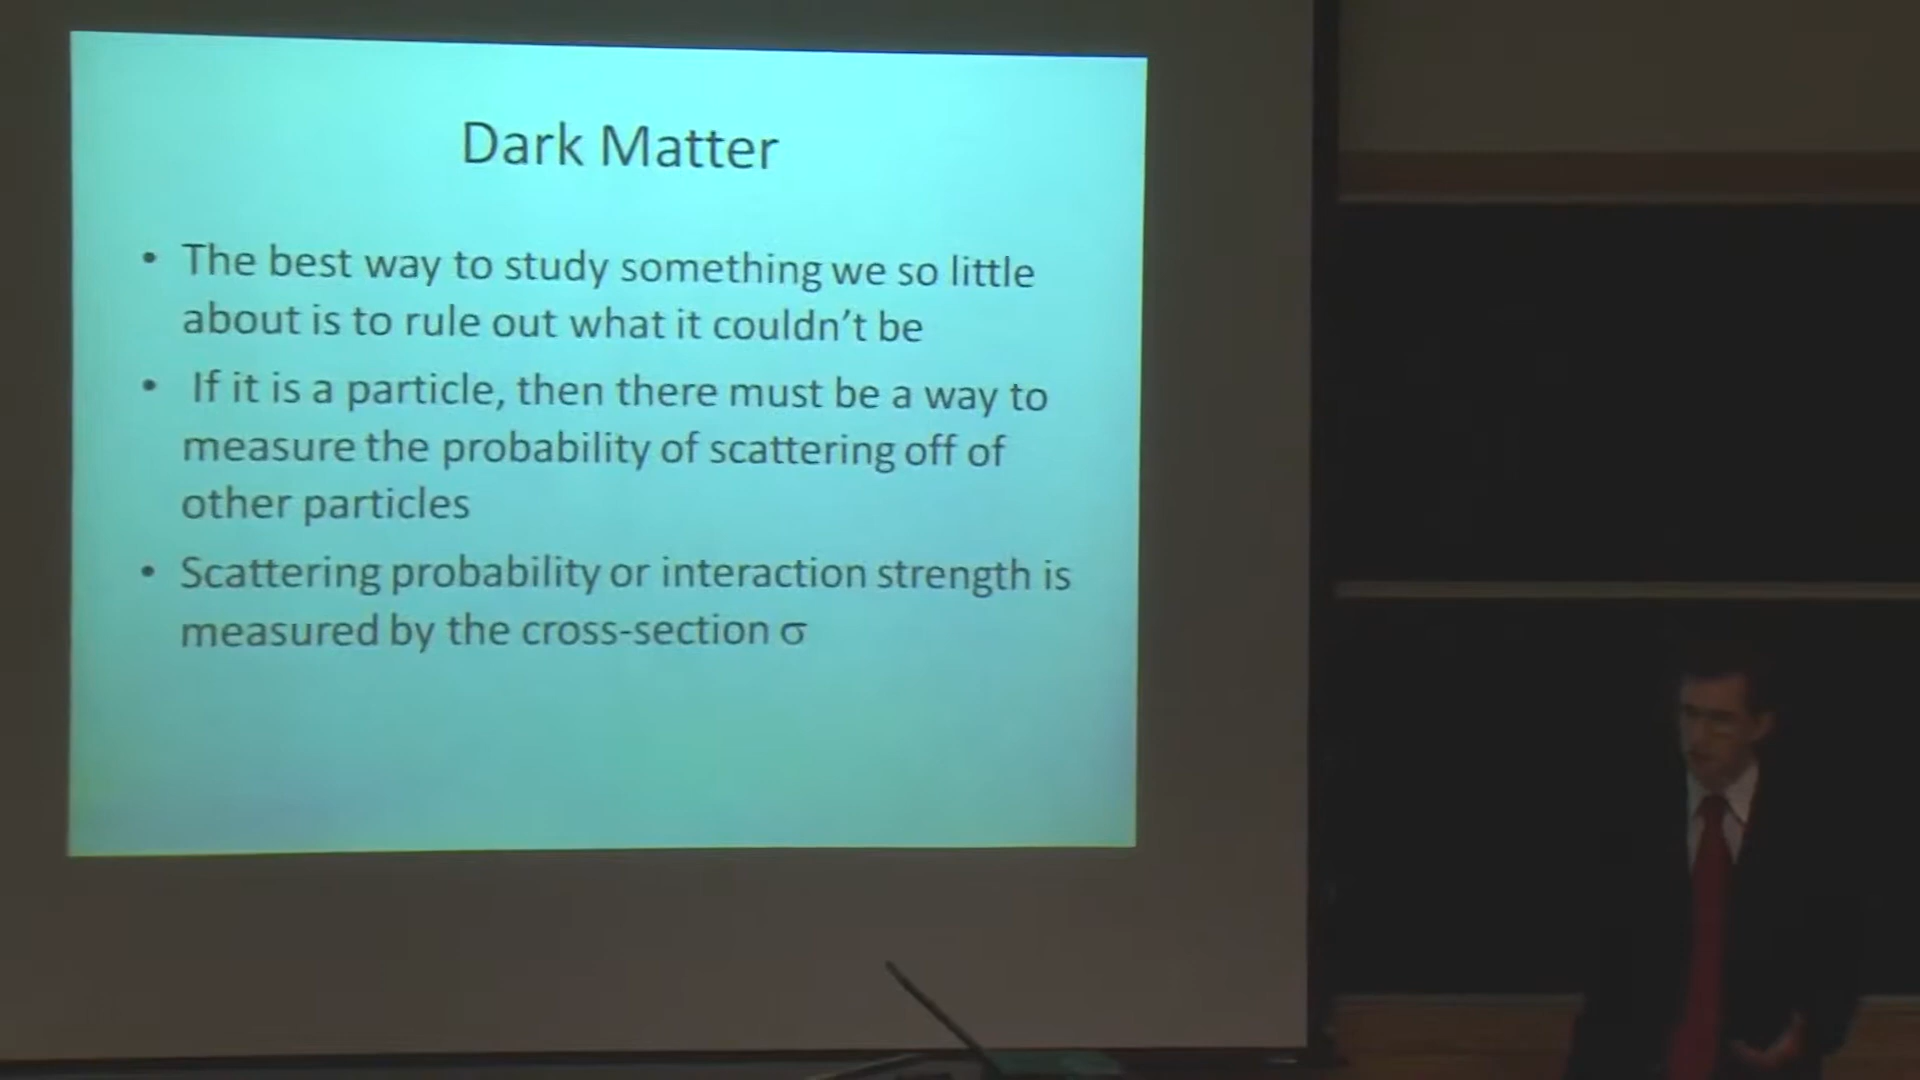 Dark Matter
• The best way to study something we so little
about is to rule out what it couldn't be
• If it is a particle, then there must be a way to
measure the probability of scattering off of
other particles
• Scattering probability or interaction strength is
measured by the cross-section σ